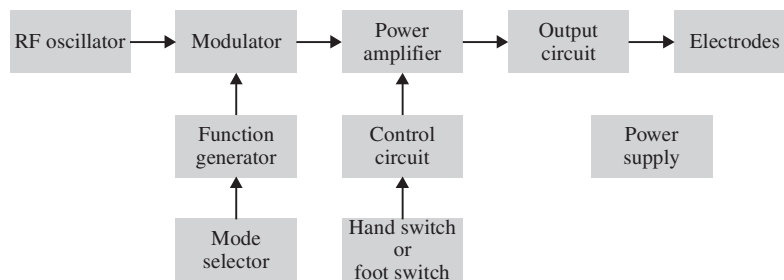 RF oscillator
Modulator
Power
amplifier
Output
circuit
Electrodes
Function
generator
Control
circuit
Power
supply
Mode
selector
Hand switch
or
foot switch